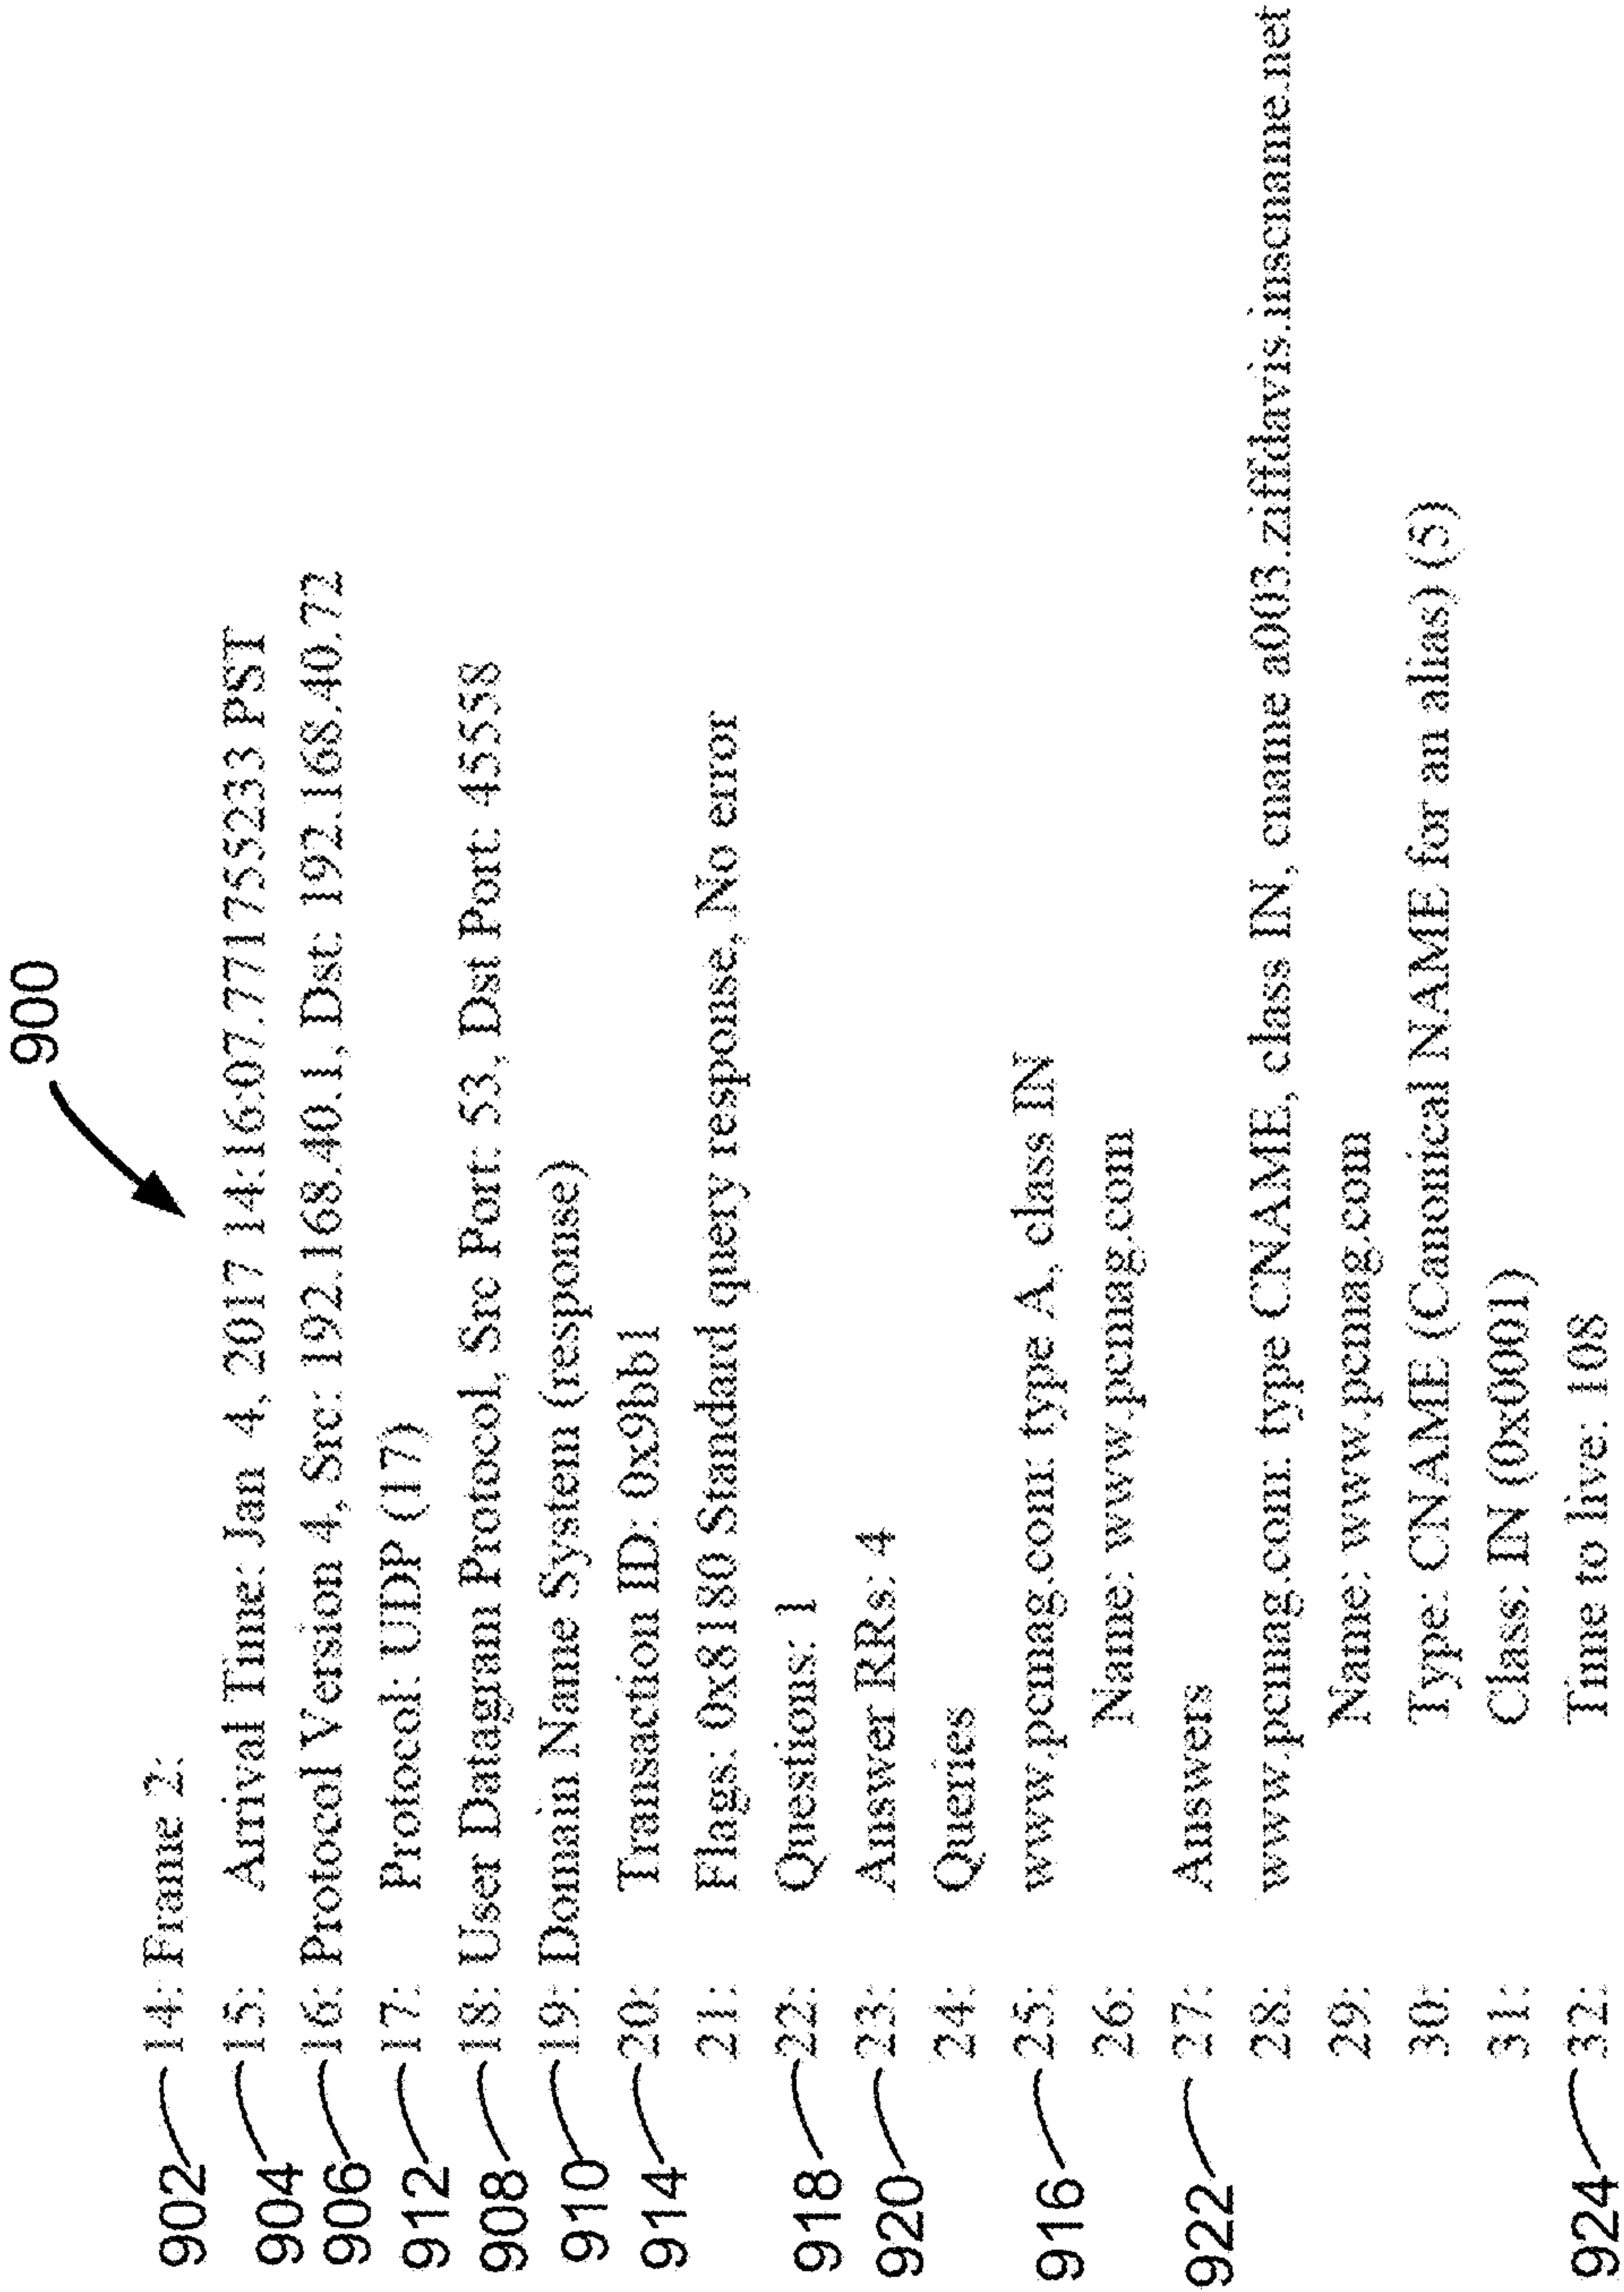 900
902 14: Frame 2:
904 15: Arrival Time: Jan 4, 2017 14:16:07.771755233 PST
906 16: Protocol Version 4, Src: 192.168.40.1, Dst: 192.168.40.72
912 17: Protocol: UDP (17)
908 18: User Datagram Protocol, Src Port: 53, Dst Port: 45558
910 19: Domain Name System (response)
914 20: Transaction ID: 0x9bb1
21: Flags: 0x8180 Standard query response, No error
918 22: Questions: 1
920 23: Answer RRs: 4
24: Queries
916 25: www.pcmag.com: type A, class IN
26: Name: www.pcmag.com
922 27: Answers
28: www.pcmag.com: type CNAME, class IN, cname a003.ziffdavis.inscname.net
29: Name: www.pcmag.com
30: Type: CNAME (Canonical NAME for an alias) (5)
31: Class: IN (0x0001)
924 32: Time to live: 108